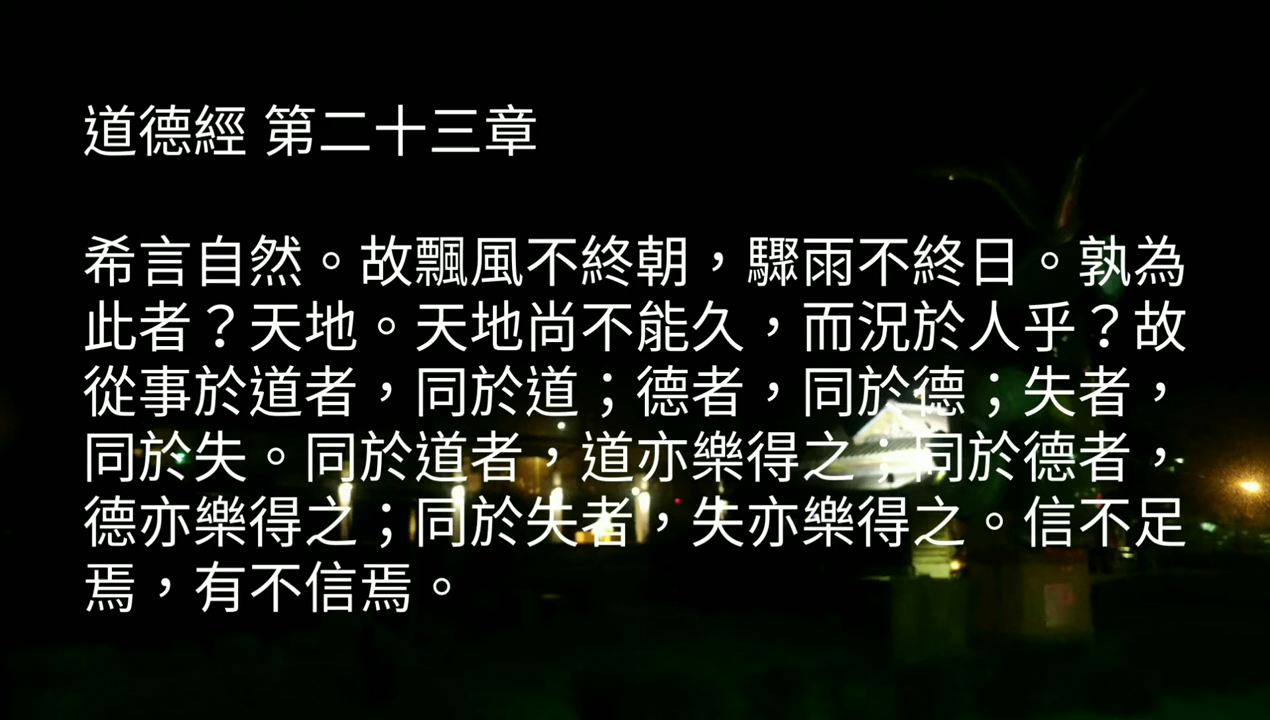 道德經 第二十三章
希言自然。故飄風不終朝，驟雨不終日。孰為
此者？天地。天地尚不能久，而況於人乎？故
從事於道者，同於道；德者，同於德；失者，
同於失。同於道者，道亦樂得之；同於德者，
德亦樂得之；同於失者，失亦樂得之。信不足
焉，有不信焉。